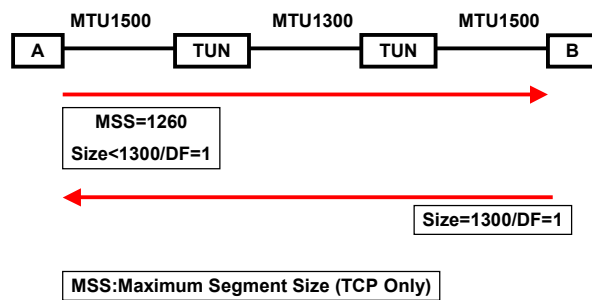 MTU1500 MTU1300 MTU1500
A TUN TUN B
MSS=1260
Size<1300/DF=1
Size=1300/DF=1
MSS:Maximum Segment Size (TCP Only)